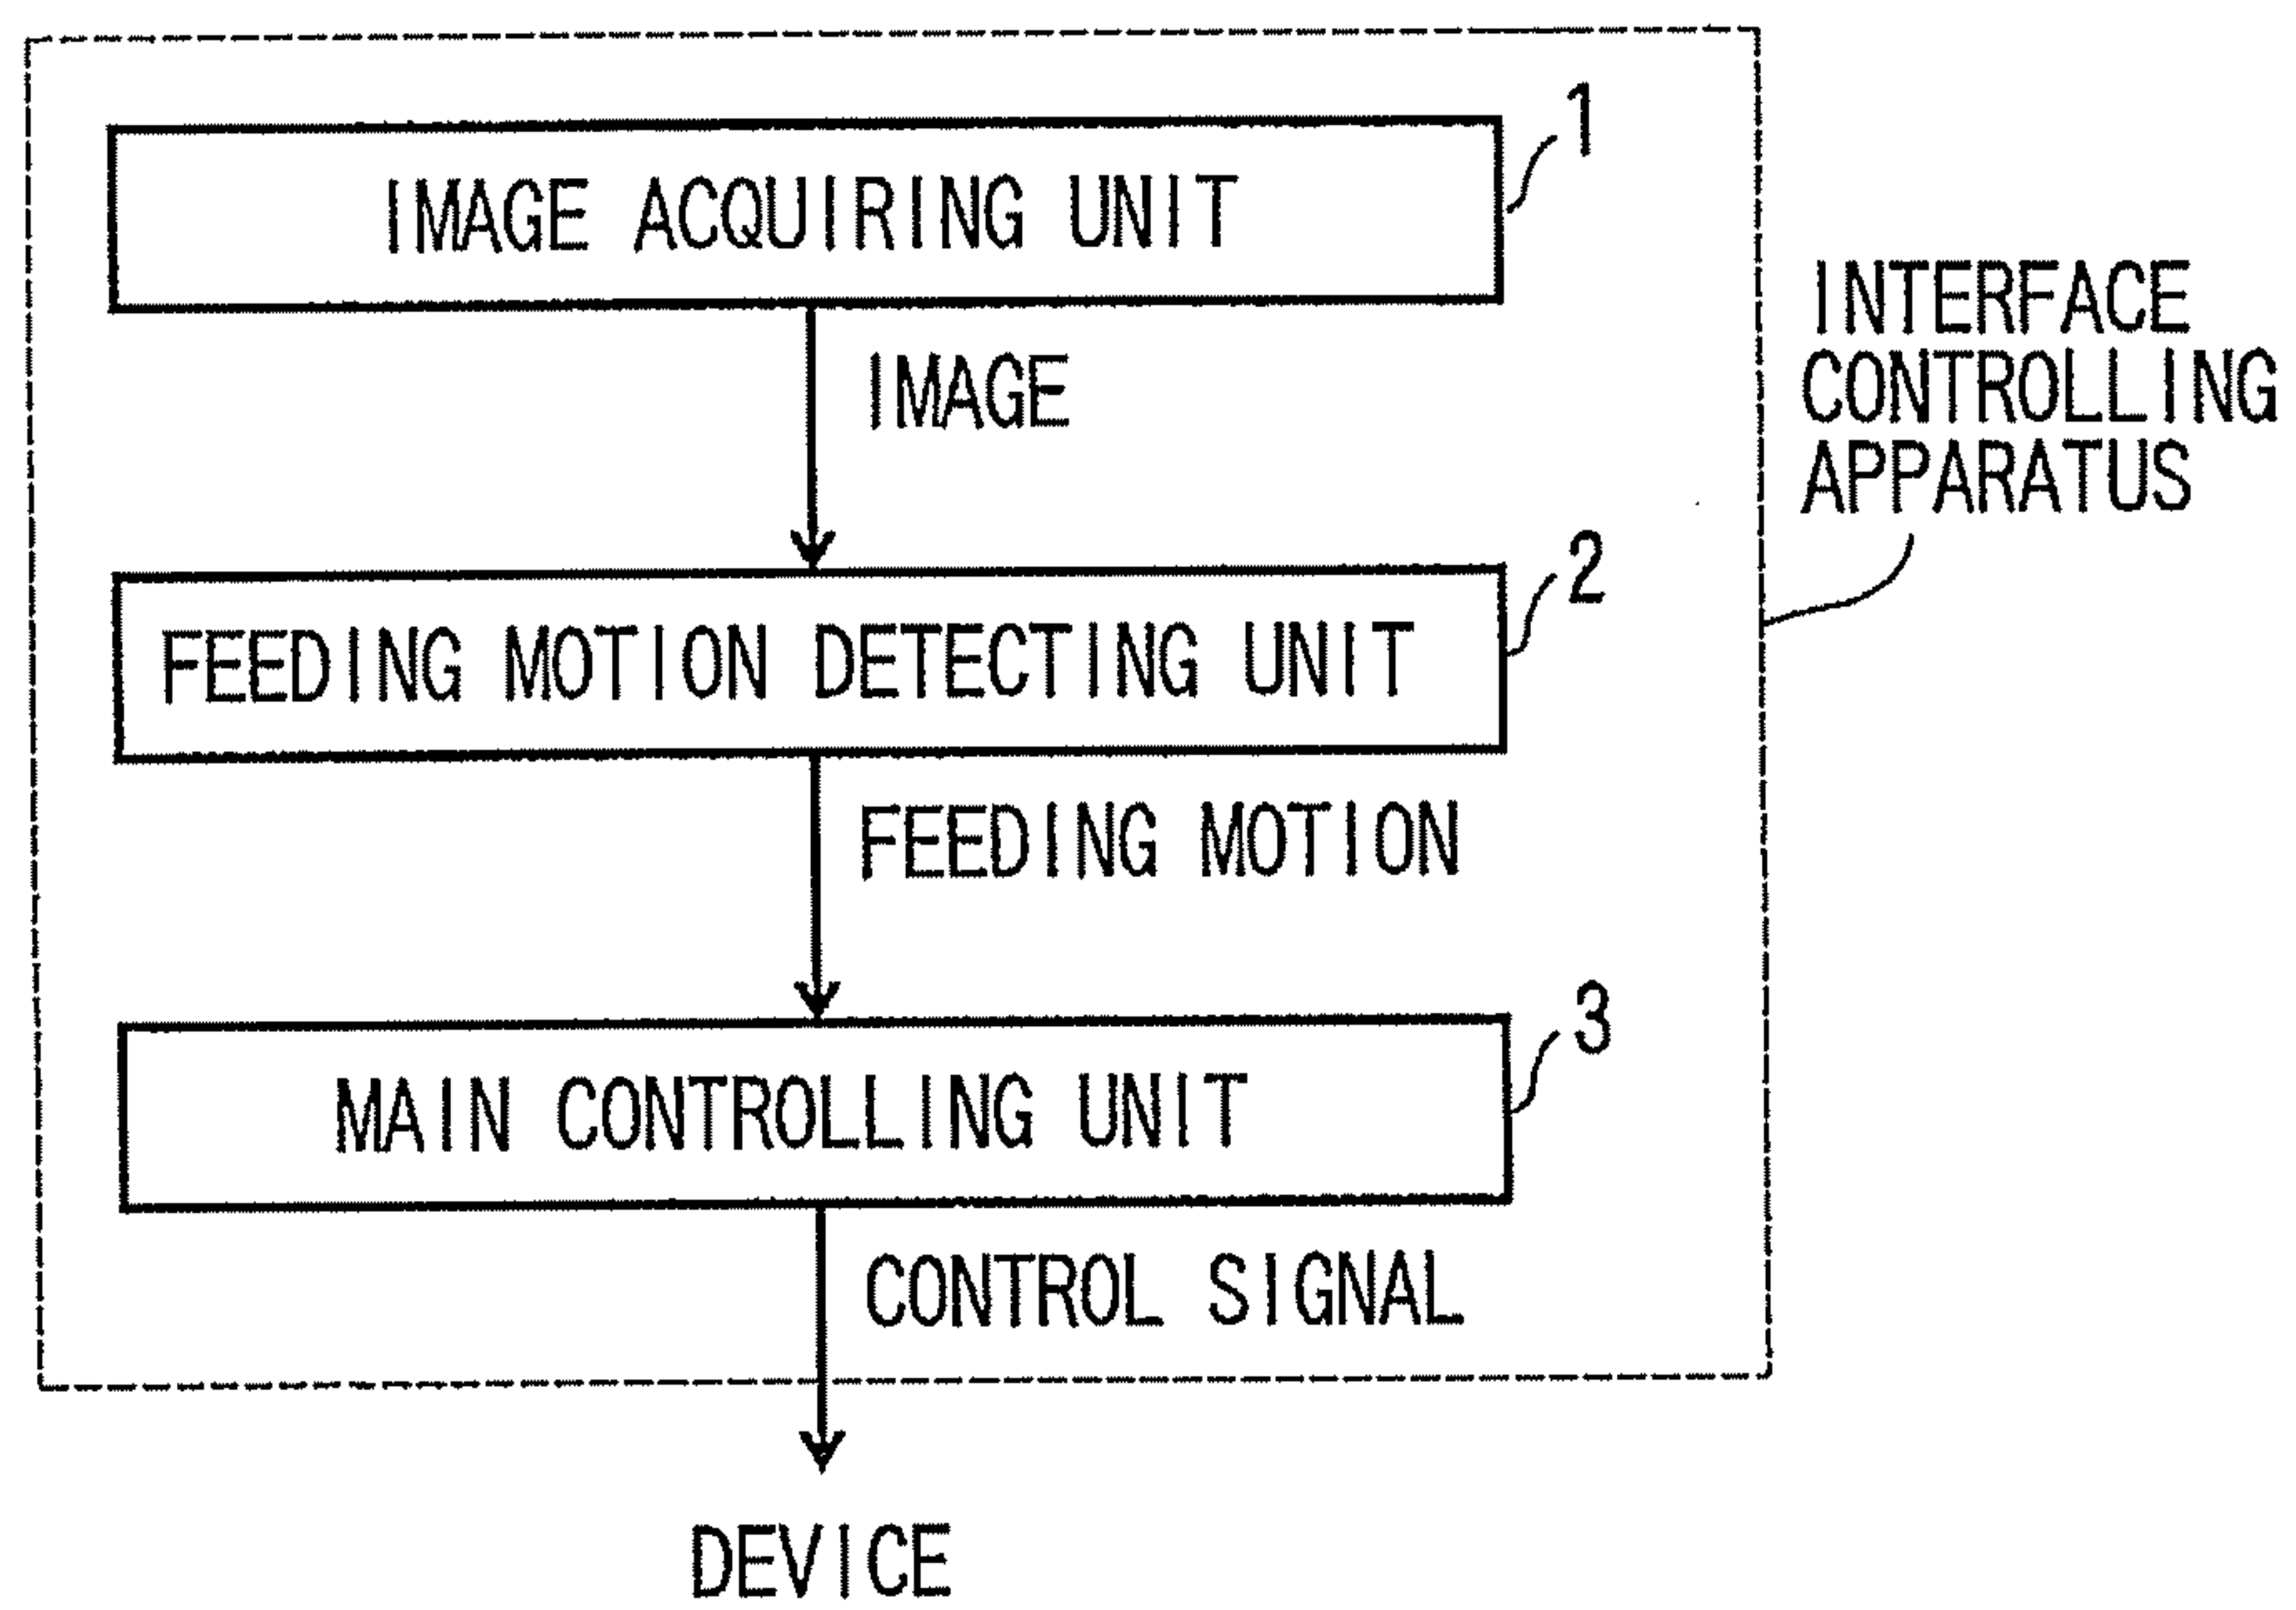 1
IMAGE ACQUIRING UNIT
INTERFACE
CONTROLLING
APPARATUS
IMAGE
2
FEEDING MOTION DETECTING UNIT
FEEDING MOTION
3
MAIN CONTROLLING UNIT
CONTROL SIGNAL
DEVICE